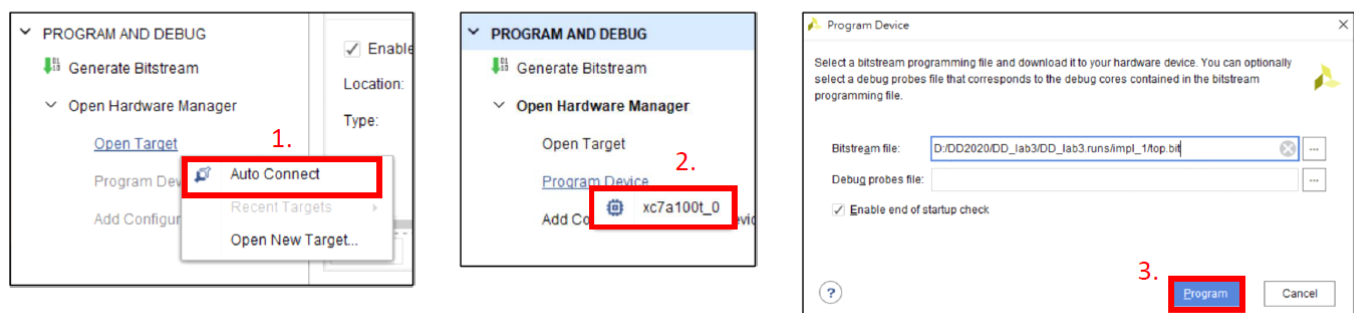 PROGRAM AND DEBUG
Generate Bitstream
Open Hardware Manager
Open Target
1.
Auto Connect
Program Dev
Recent Targets
Add Configur
Open New Target...
Enable
Location:
Type:
PROGRAM AND DEBUG
Generate Bitstream
Open Hardware Manager
Open Target
2.
Program Device
xc7a100t_0
Add Co
Program Device
Select a bitstream programming file and download it to your hardware device. You can optionally
select a debug probes file that corresponds to the debug cores contained in the bitstream
programming file.
Bitstream file: D:/DD2020/DD_lab3/DD_lab3.runs/impl_1/top.bit ...
Debug probes file: ...
Enable end of startup check
3.
? Program Cancel